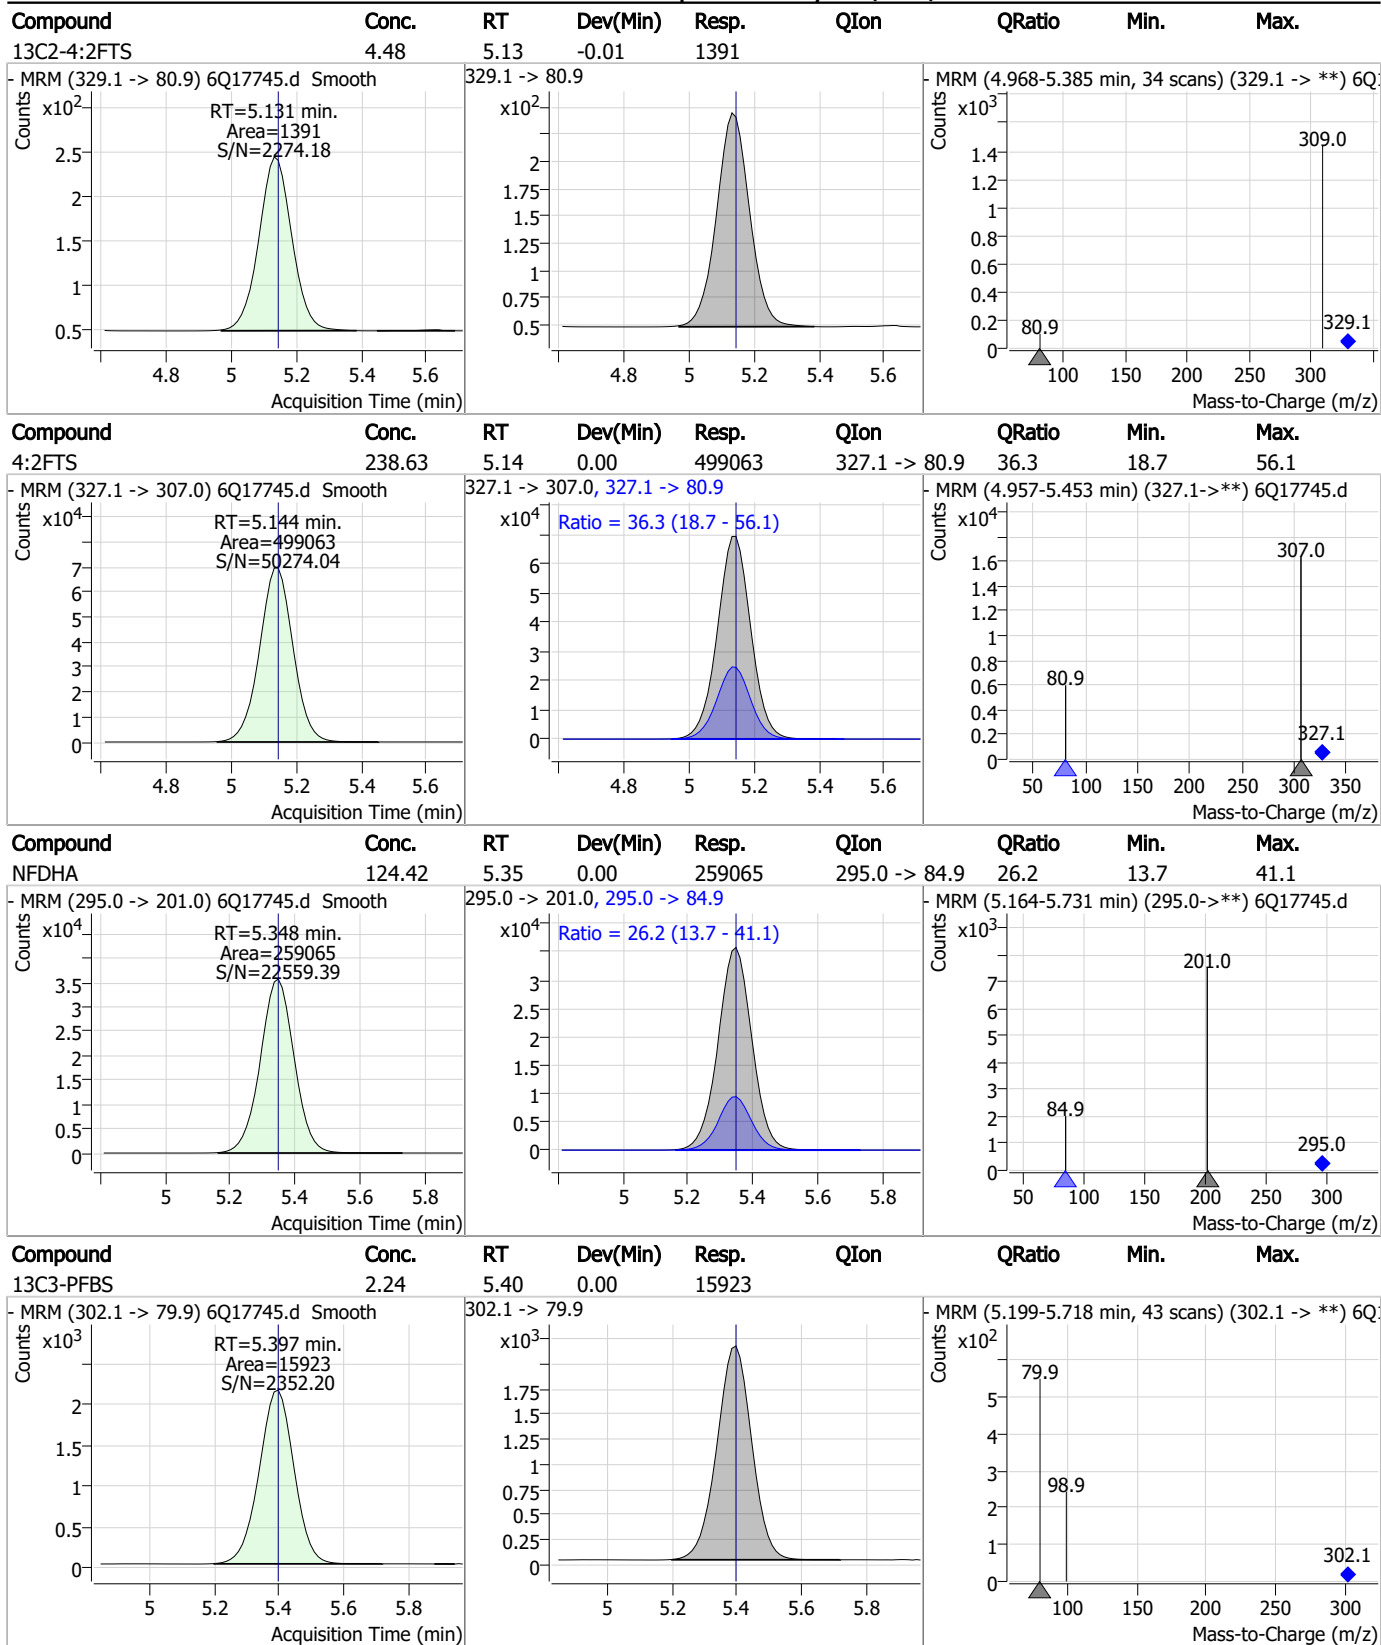 Compound Conc. RT Dev(Min) Resp. QIon QRatio Min. Max.
13C2-4:2FTS 4.48 5.13 -0.01 1391
- MRM (329.1 -> 80.9) 6Q17745.d Smooth
Counts
x10²
RT=5.131 min.
Area=1391
S/N=2274.18
2.5
2
1.5
1
0.5
4.8 5 5.2 5.4 5.6
Acquisition Time (min)
329.1 -> 80.9
x10²
2
1.75
1.5
1.25
1
0.75
0.5
4.8 5 5.2 5.4 5.6
- MRM (4.968-5.385 min, 34 scans) (329.1 -> **) 6Q1
Counts
x10³
309.0
1.4
1.2
1
0.8
0.6
0.4
0.2
0
80.9
329.1
100 150 200 250 300
Mass-to-Charge (m/z)
Compound Conc. RT Dev(Min) Resp. QIon QRatio Min. Max.
4:2FTS 238.63 5.14 0.00 499063 327.1 -> 80.9 36.3 18.7 56.1
- MRM (327.1 -> 307.0) 6Q17745.d Smooth
Counts
x10⁴
RT=5.144 min.
Area=499063
S/N=50274.04
7
6
5
4
3
2
1
0
4.8 5 5.2 5.4 5.6
Acquisition Time (min)
327.1 -> 307.0, 327.1 -> 80.9
x10⁴
Ratio = 36.3 (18.7 - 56.1)
6
5
4
3
2
1
0
4.8 5 5.2 5.4 5.6
- MRM (4.957-5.453 min) (327.1->**) 6Q17745.d
Counts
x10⁴
307.0
1.6
1.4
1.2
1
0.8
0.6
0.4
0.2
0
80.9
327.1
50 100 150 200 250 300 350
Mass-to-Charge (m/z)
Compound Conc. RT Dev(Min) Resp. QIon QRatio Min. Max.
NFDHA 124.42 5.35 0.00 259065 295.0 -> 84.9 26.2 13.7 41.1
- MRM (295.0 -> 201.0) 6Q17745.d Smooth
Counts
x10⁴
RT=5.348 min.
Area=259065
S/N=22559.39
3.5
3
2.5
2
1.5
1
0.5
0
5 5.2 5.4 5.6 5.8
Acquisition Time (min)
295.0 -> 201.0, 295.0 -> 84.9
x10⁴
Ratio = 26.2 (13.7 - 41.1)
3
2.5
2
1.5
1
0.5
0
5 5.2 5.4 5.6 5.8
- MRM (5.164-5.731 min) (295.0->**) 6Q17745.d
Counts
x10³
201.0
7
6
5
4
3
2
1
0
84.9
295.0
50 100 150 200 250 300
Mass-to-Charge (m/z)
Compound Conc. RT Dev(Min) Resp. QIon QRatio Min. Max.
13C3-PFBS 2.24 5.40 0.00 15923
- MRM (302.1 -> 79.9) 6Q17745.d Smooth
Counts
x10³
RT=5.397 min.
Area=15923
S/N=2352.20
2
1.5
1
0.5
0
5 5.2 5.4 5.6 5.8
Acquisition Time (min)
302.1 -> 79.9
x10³
1.75
1.5
1.25
1
0.75
0.5
0.25
0
5 5.2 5.4 5.6 5.8
- MRM (5.199-5.718 min, 43 scans) (302.1 -> **) 6Q1
Counts
x10²
79.9
5
4
3
2
1
0
98.9
302.1
100 150 200 250 300
Mass-to-Charge (m/z)